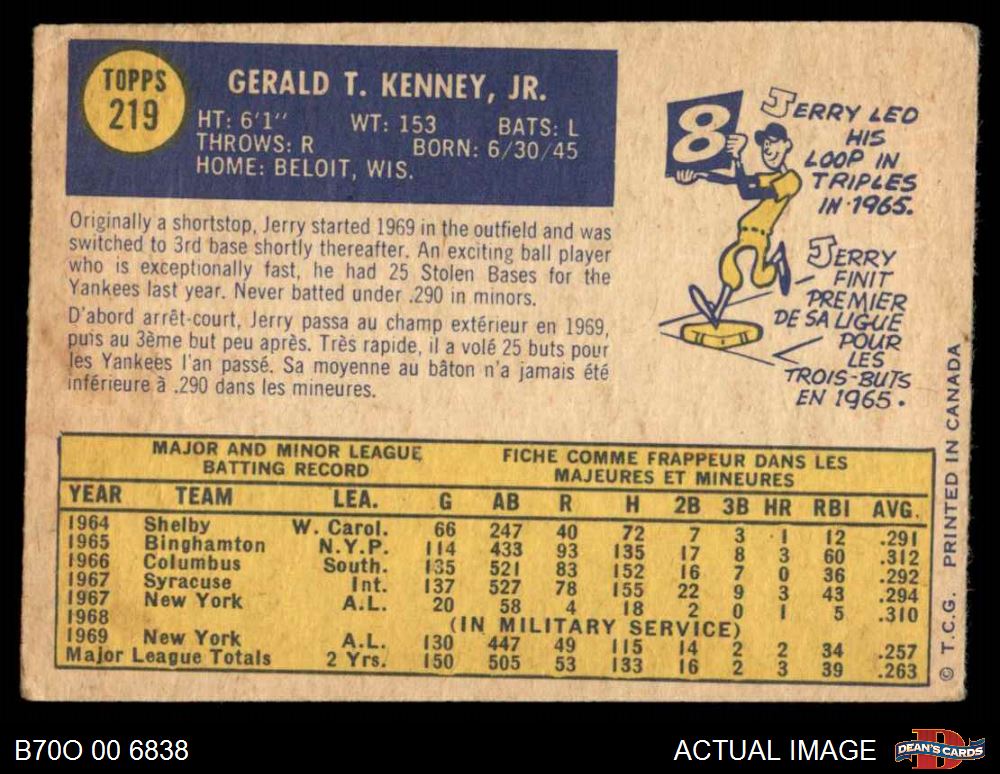 TOPPS
219
GERALD T. KENNEY, JR.
HT: 6'1" WT: 153 BATS: L
THROWS: R BORN: 6/30/45
HOME: BELOIT, WIS.
Originally a shortstop, Jerry started 1969 in the outfield and was
switched to 3rd base shortly thereafter. An exciting ball player
who is exceptionally fast, he had 25 Stolen Bases for the
Yankees last year. Never batted under .290 in minors.
D'abord arrêt-court, Jerry passa au champ extérieur en 1969,
puis au 3ème but peu après. Très rapide, il a volé 25 buts pour
les Yankees l'an passé. Sa moyenne au bâton n'a jamais été
inférieure à .290 dans les mineures.
8
JERRY LED
HIS
LOOP IN
TRIPLES
IN 1965.
JERRY
FINIT
PREMIER
DE SA LIGUE
POUR
LES
TROIS-BUTS
EN 1965.
MAJOR AND MINOR LEAGUE
BATTING RECORD
FICHE COMME FRAPPEUR DANS LES
MAJEURES ET MINEURES
YEAR TEAM LEA. G AB R H 2B 3B HR RBI AVG.
1964 Shelby W. Carol. 66 247 40 72 7 3 1 12 .291
1965 Binghamton N.Y.P. 114 433 93 135 17 8 3 60 .312
1966 Columbus South. 135 521 83 152 16 7 0 36 .292
1967 Syracuse Int. 137 527 78 155 22 9 3 43 .294
1967 New York A.L. 20 58 4 18 2 0 1 5 .310
1968 (IN MILITARY SERVICE)
1969 New York A.L. 130 447 49 115 14 2 2 34 .257
Major League Totals 2 Yrs. 150 505 53 133 16 2 3 39 .263
© T.C.G. PRINTED IN CANADA
B70O 00 6838
ACTUAL IMAGE
DEAN'S CARDS